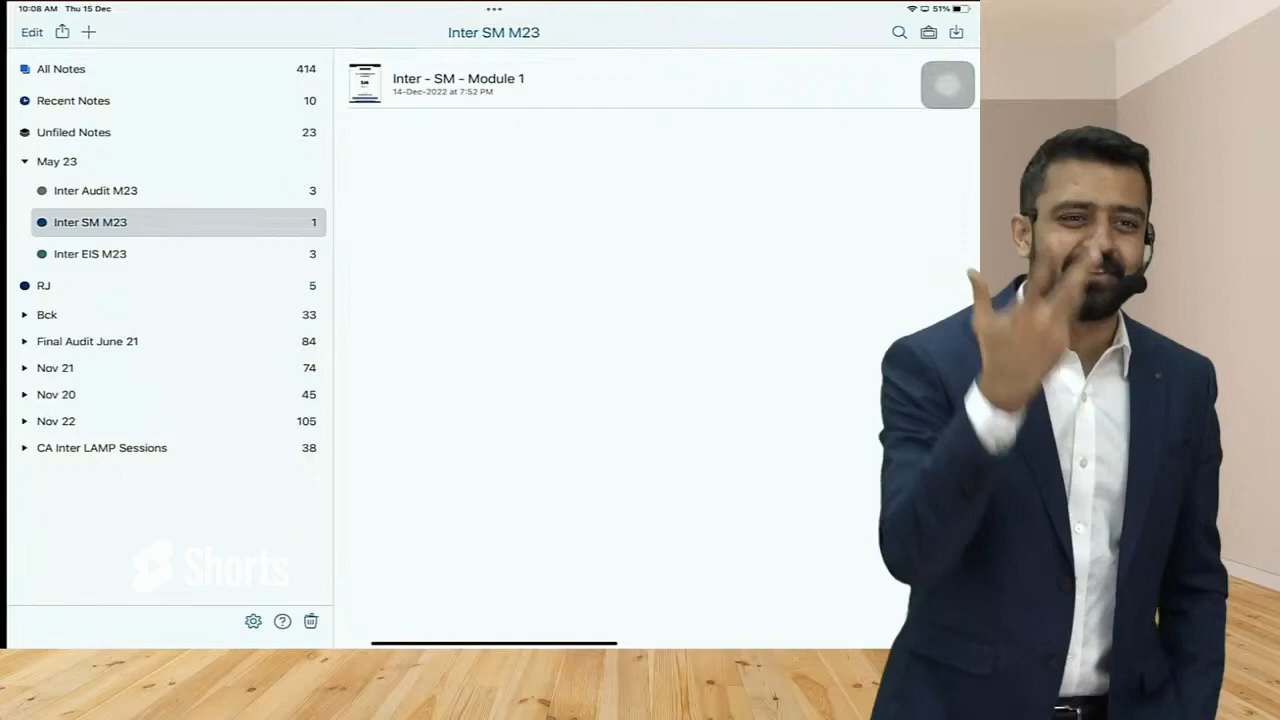 10:08 AM Thu 15 Dec
51%
Edit
Inter SM M23
All Notes 414
Recent Notes 10
Unfiled Notes 23
May 23
Inter Audit M23 3
Inter SM M23 1
Inter EIS M23 3
RJ 5
Bck 33
Final Audit June 21 84
Nov 21 74
Nov 20 45
Nov 22 105
CA Inter LAMP Sessions 38
Inter - SM - Module 1
14-Dec-2022 at 7:52 PM
Shorts